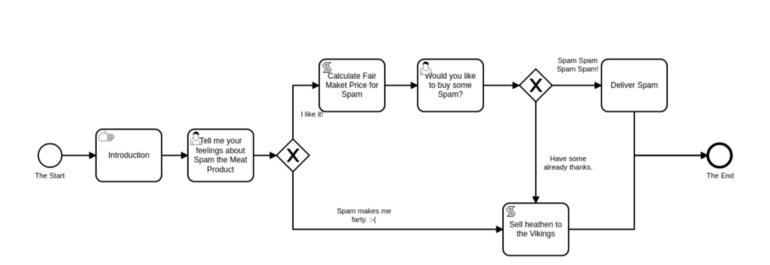 The Start
Introduction
Tell me your
feelings about
Spam the Meat
Product
I like it!
Calculate Fair
Maket Price for
Spam
Would you like
to buy some
Spam?
Spam Spam
Spam Spam!
Deliver Spam
Have some
already thanks.
Spam makes me
farty. :-(
Sell heathen to
the Vikings
The End